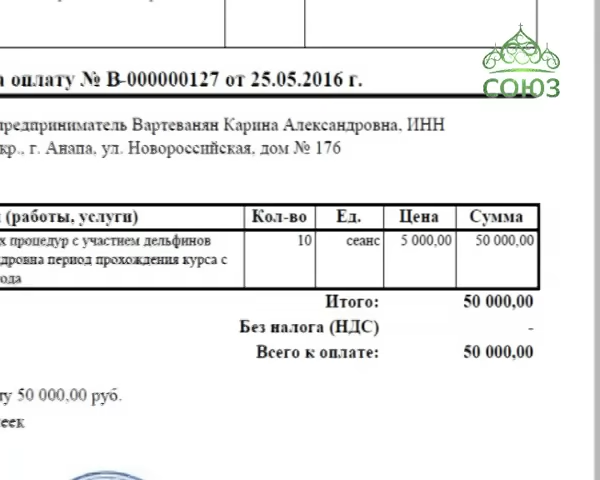 а оплату № В-000000127 от 25.05.2016 г.
СОЮЗ
предприниматель Вартеванян Карина Александровна, ИНН
кр., г. Анапа, ул. Новороссийская, дом № 176
(работы, услуги) Кол-во Ед. Цена Сумма
х процедур с участием дельфинов 10 сеанс 5 000,00 50 000,00
дровна период прохождения курса с
ода
Итого: 50 000,00
Без налога (НДС) -
Всего к оплате: 50 000,00
ту 50 000,00 руб.
еек